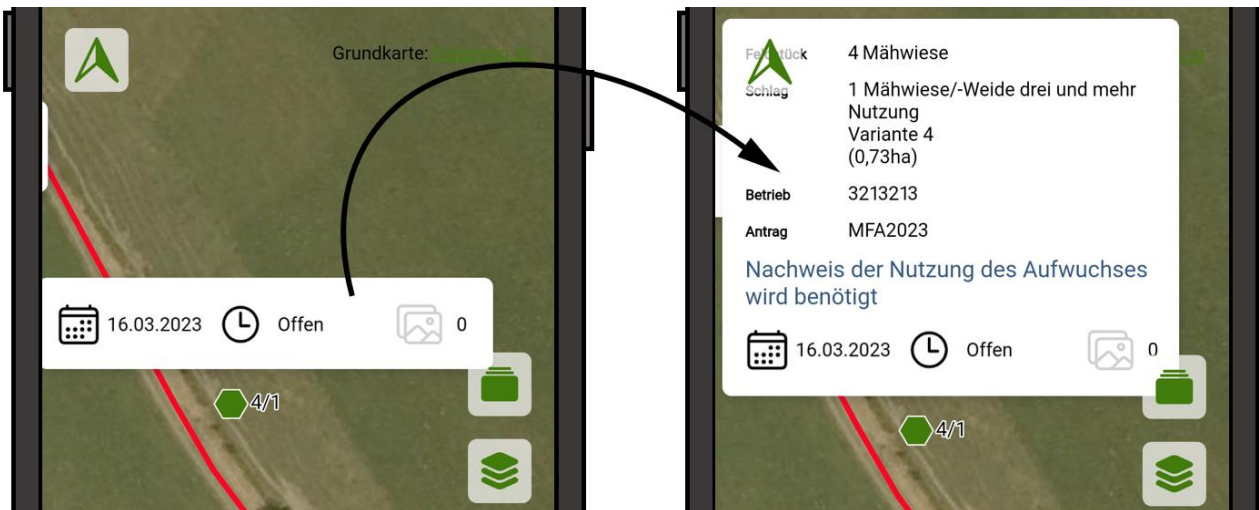 Grundkarte:
16.03.2023 Offen 0
4/1
Feldstück 4 Mähwiese
Schlag 1 Mähwiese/-Weide drei und mehr
Nutzung
Variante 4
(0,73ha)
Betrieb 3213213
Antrag MFA2023
Nachweis der Nutzung des Aufwuchses
wird benötigt
16.03.2023 Offen 0
4/1